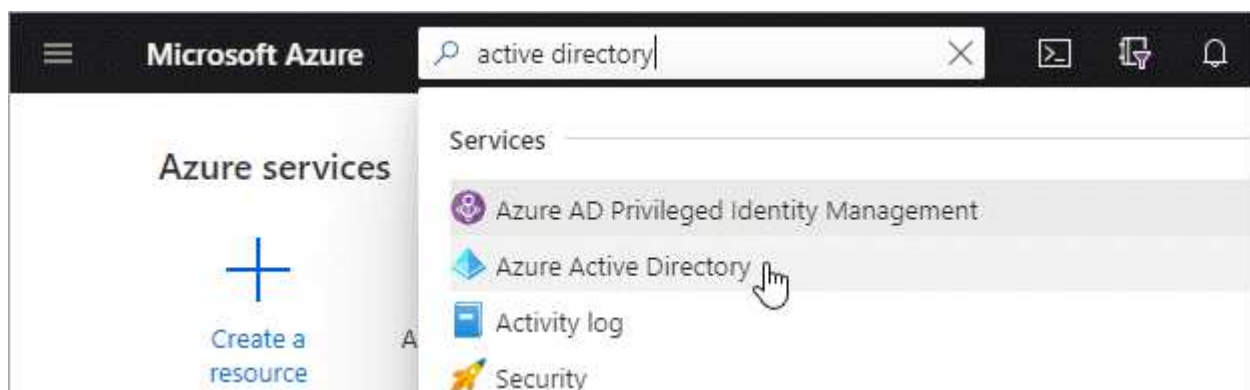 Microsoft Azure
active directory
Azure services
Services
Azure AD Privileged Identity Management
Azure Active Directory
Activity log
Security
Create a
resource
A